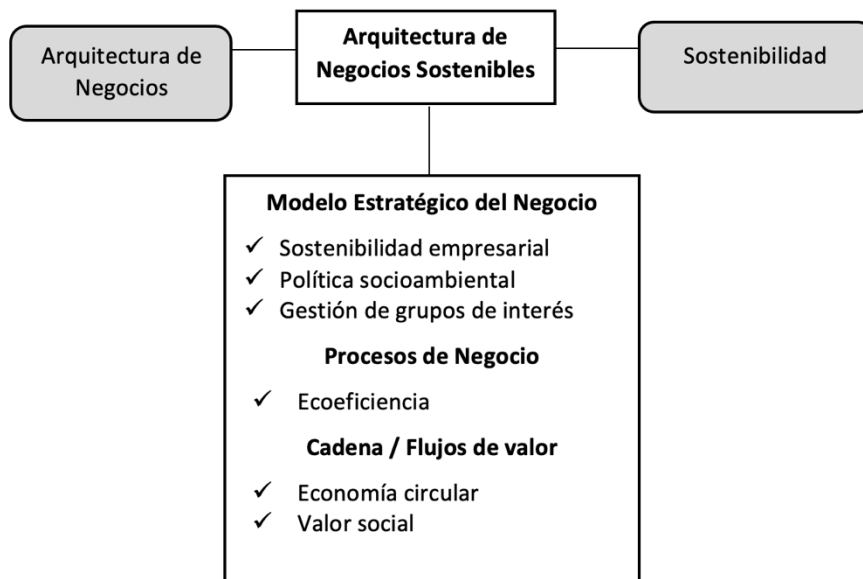 Arquitectura de
Negocios
Arquitectura de
Negocios Sostenibles
Sostenibilidad
Modelo Estratégico del Negocio
✓ Sostenibilidad empresarial
✓ Política socioambiental
✓ Gestión de grupos de interés
Procesos de Negocio
✓ Ecoeficiencia
Cadena / Flujos de valor
✓ Economía circular
✓ Valor social